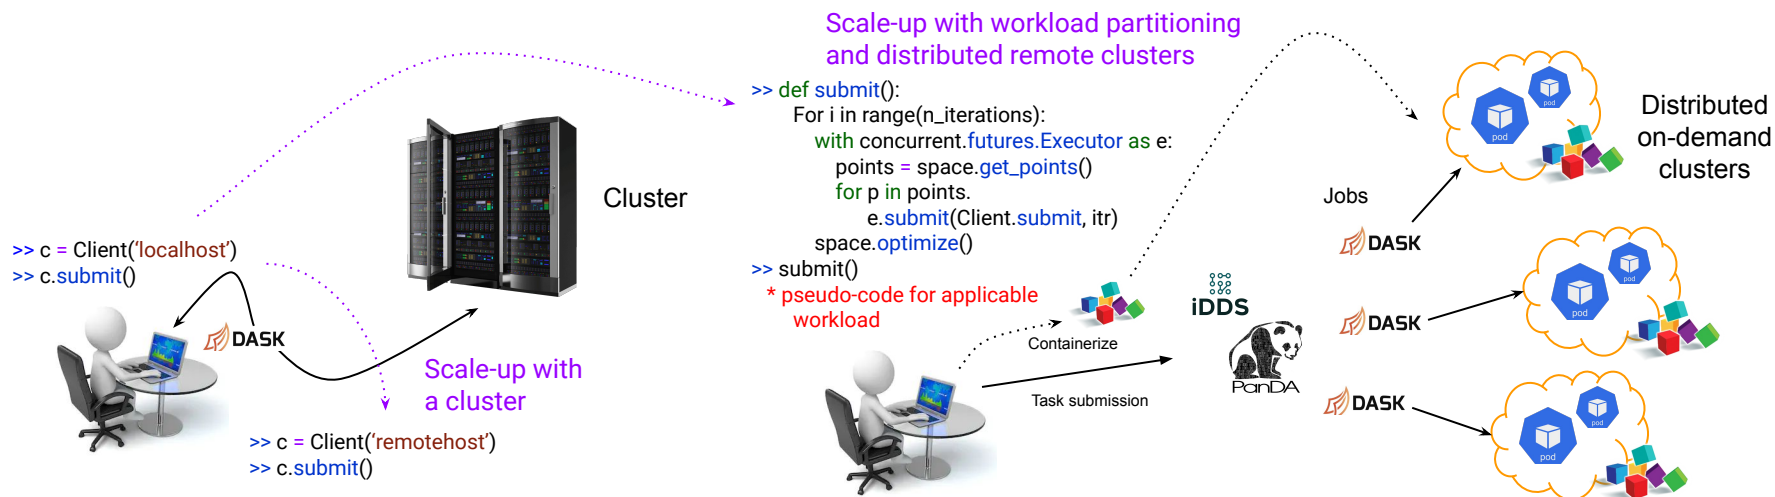 >> c = Client(‘localhost’)
>> c.submit()
DASK
Cluster
Scale-up with
a cluster
>> c = Client(‘remotehost’)
>> c.submit()
Scale-up with workload partitioning
and distributed remote clusters
>> def submit():
For i in range(n_iterations):
with concurrent.futures.Executor as e:
points = space.get_points()
for p in points.
e.submit(Client.submit, itr)
space.optimize()
>> submit()
* pseudo-code for applicable
workload
Containerize
Task submission
iDDS
PanDA
Jobs
DASK
DASK
DASK
pod
pod
Distributed
on-demand
clusters
pod
pod
pod
pod